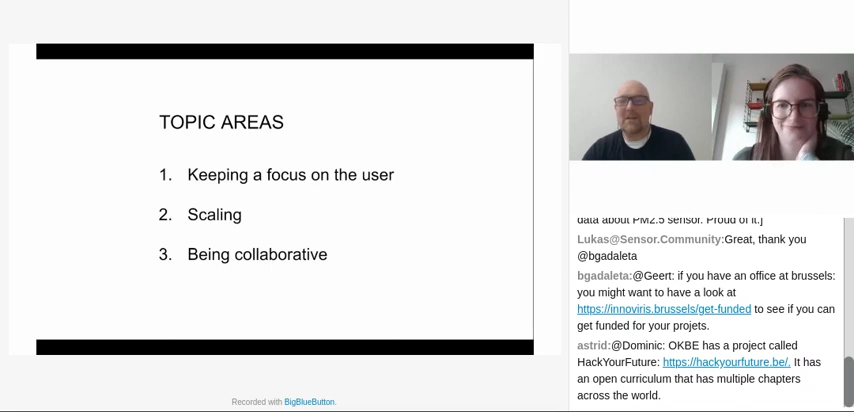 TOPIC AREAS
1. Keeping a focus on the user
2. Scaling
3. Being collaborative
Recorded with BigBlueButton.
data about PM2.5 sensor. Proud of it.]
Lukas@Sensor.Community:Great, thank you
@bgadaleta
bgadaleta:@Geert: if you have an office at brussels:
you might want to have a look at
https://innoviris.brussels/get-funded to see if you can
get funded for your projets.
astrid:@Dominic: OKBE has a project called
HackYourFuture: https://hackyourfuture.be/. It has
an open curriculum that has multiple chapters
across the world.